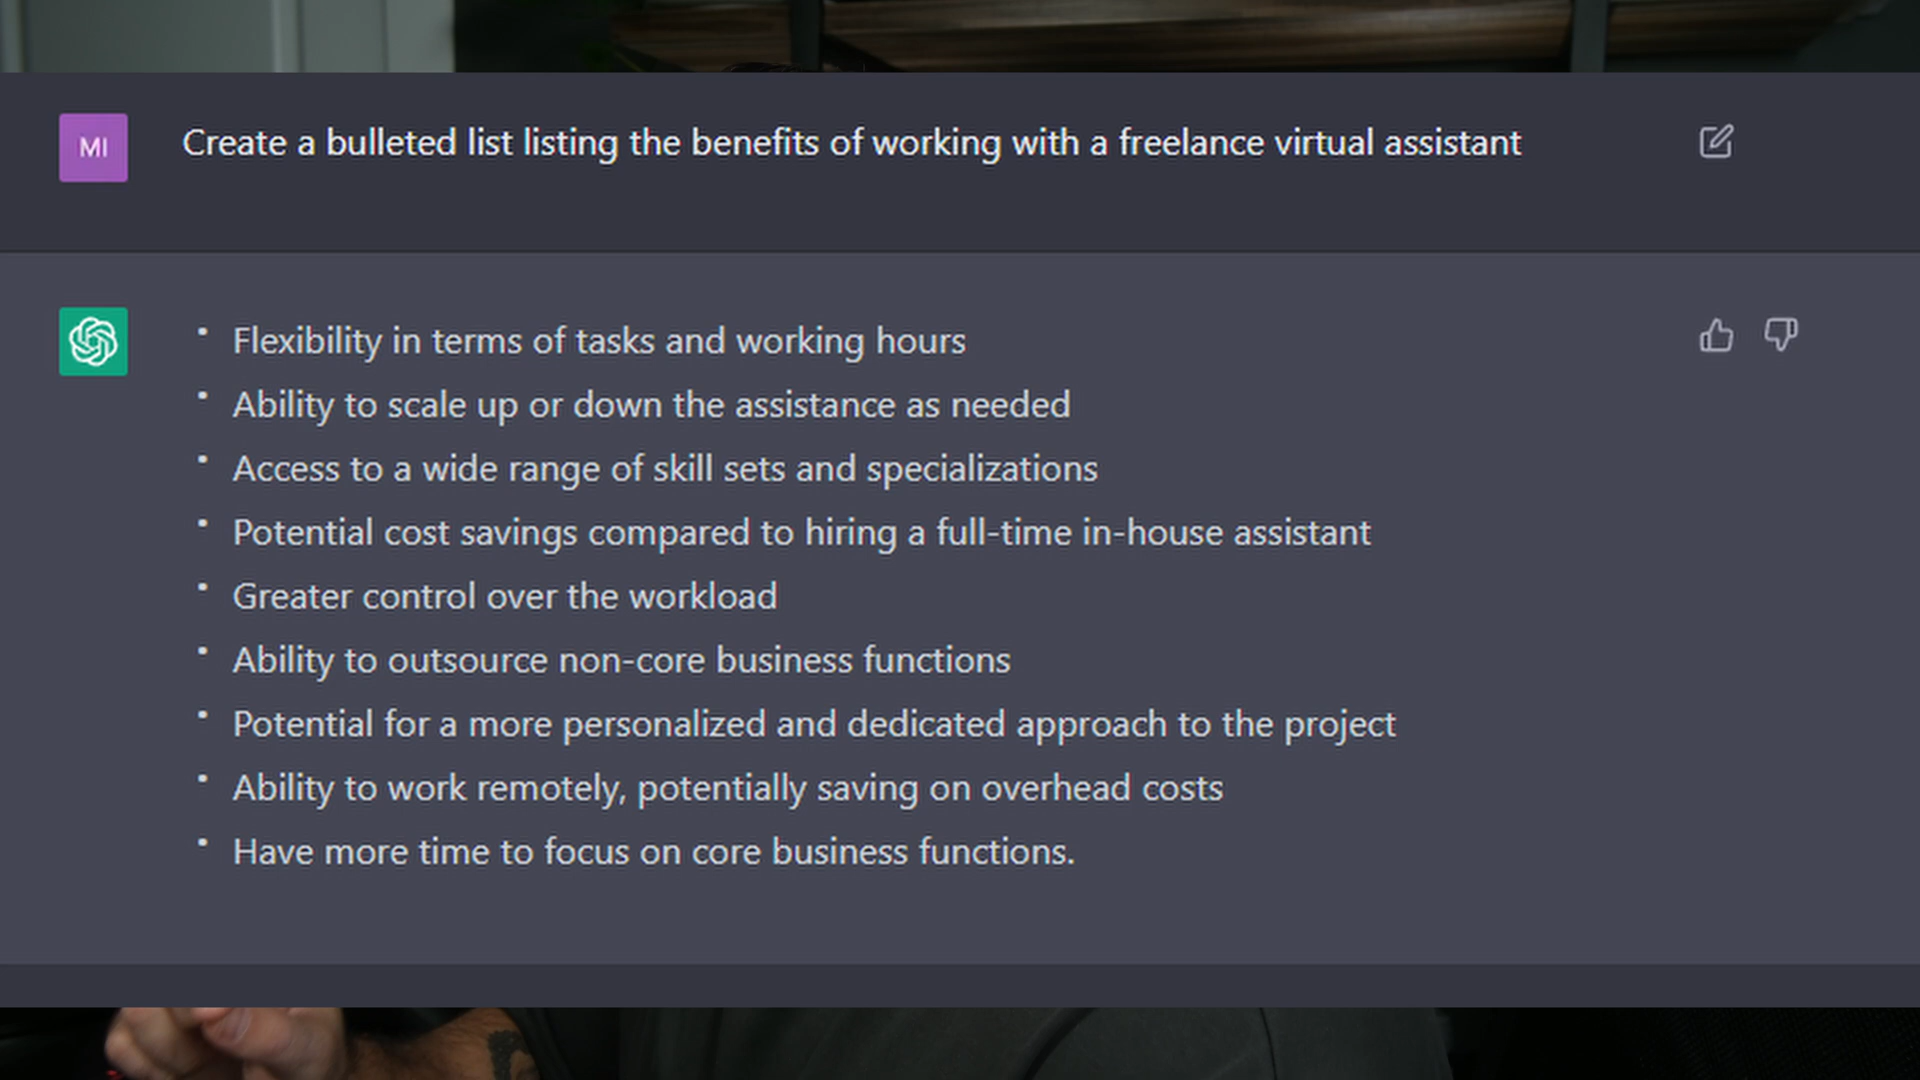 MI
Create a bulleted list listing the benefits of working with a freelance virtual assistant
• Flexibility in terms of tasks and working hours
• Ability to scale up or down the assistance as needed
• Access to a wide range of skill sets and specializations
• Potential cost savings compared to hiring a full-time in-house assistant
• Greater control over the workload
• Ability to outsource non-core business functions
• Potential for a more personalized and dedicated approach to the project
• Ability to work remotely, potentially saving on overhead costs
• Have more time to focus on core business functions.